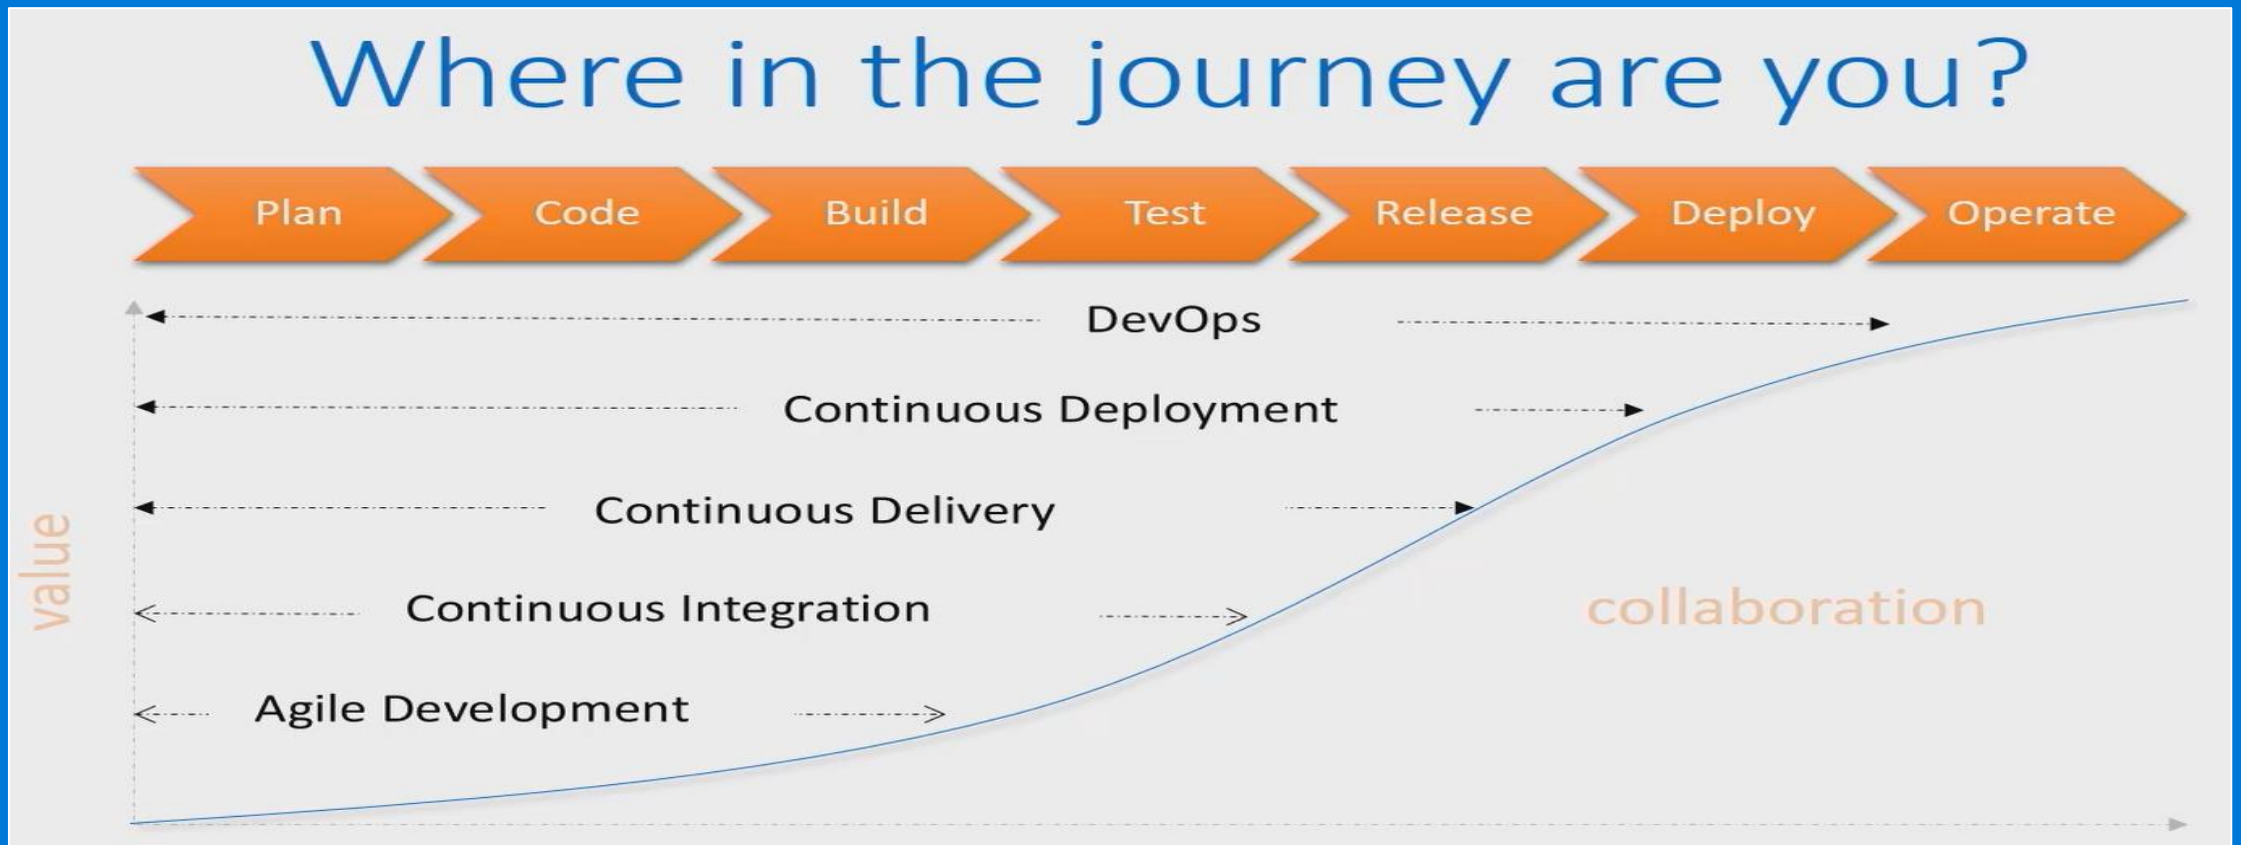 Where in the journey are you?
Plan Code Build Test Release Deploy Operate
DevOps
Continuous Deployment
Continuous Delivery
value
Continuous Integration
collaboration
Agile Development